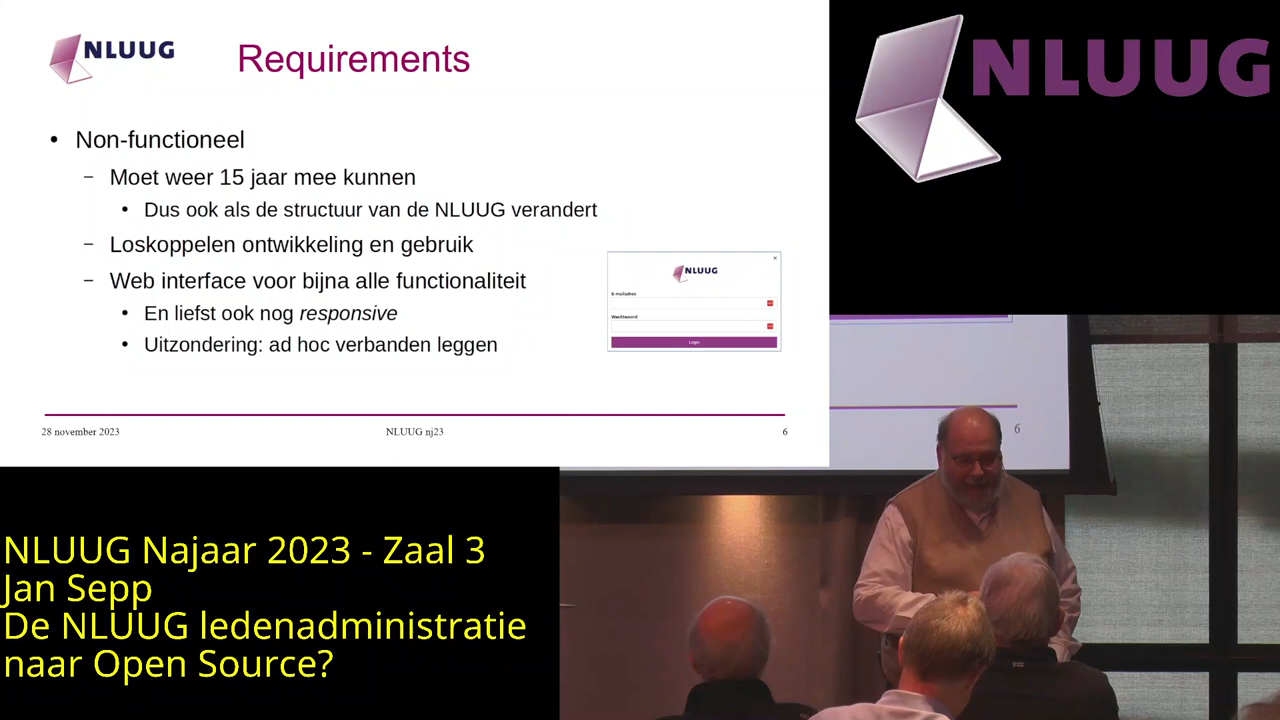 NLUUG
Requirements
NLUUG
• Non-functioneel
– Moet weer 15 jaar mee kunnen
• Dus ook als de structuur van de NLUUG verandert
– Loskoppelen ontwikkeling en gebruik
– Web interface voor bijna alle functionaliteit
• En liefst ook nog responsive
• Uitzondering: ad hoc verbanden leggen
NLUUG
E-mailadres
Wachtwoord
Login
28 november 2023
NLUUG nj23
6
6
NLUUG Najaar 2023 - Zaal 3
Jan Sepp
De NLUUG ledenadministratie
naar Open Source?